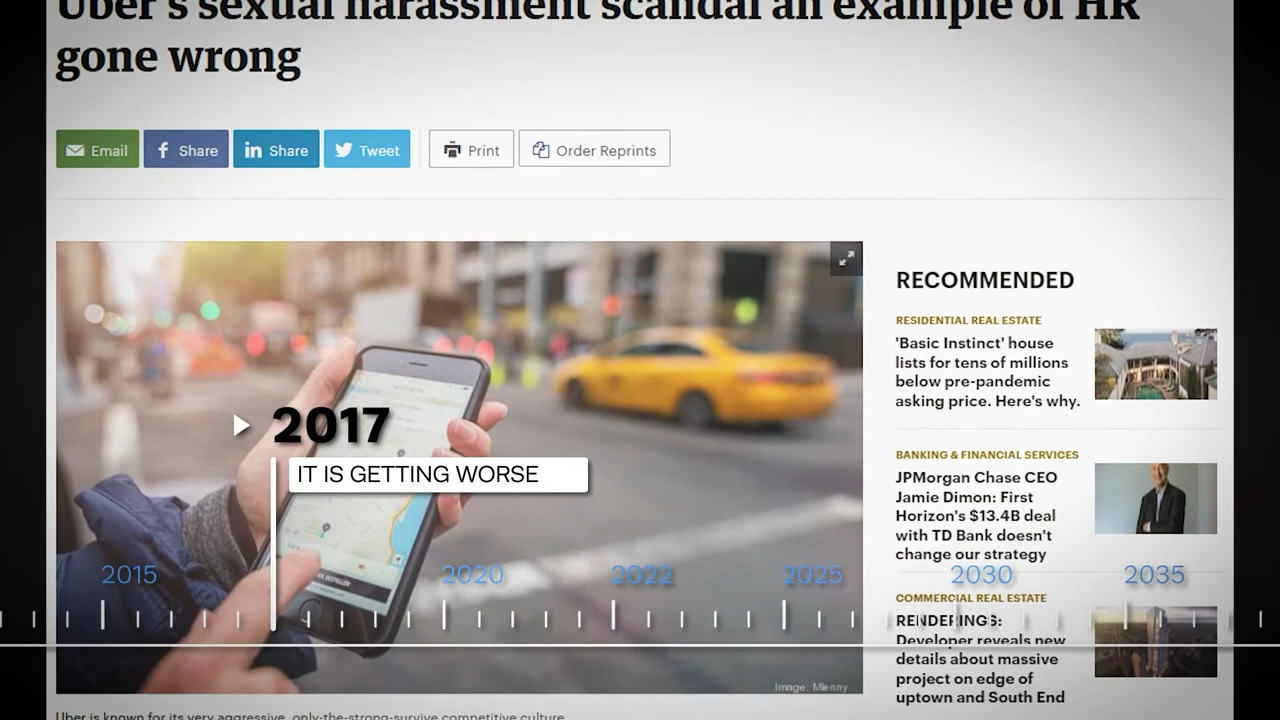 Uber's sexual harassment scandal an example of HR
gone wrong
Email
Share
Share
Tweet
Print
Order Reprints
RECOMMENDED
RESIDENTIAL REAL ESTATE
'Basic Instinct' house
lists for tens of millions
below pre-pandemic
asking price. Here's why.
BANKING & FINANCIAL SERVICES
JPMorgan Chase CEO
Jamie Dimon: First
Horizon's $13.4B deal
with TD Bank doesn't
change our strategy
COMMERCIAL REAL ESTATE
RENDERINGS:
Developer reveals new
details about massive
project on edge of
uptown and South End
2017
IT IS GETTING WORSE
2015
2020
2022
2025
2030
2035
Image: Mlenny
Uber is known for its very aggressive, only-the-strong-survive competitive culture.